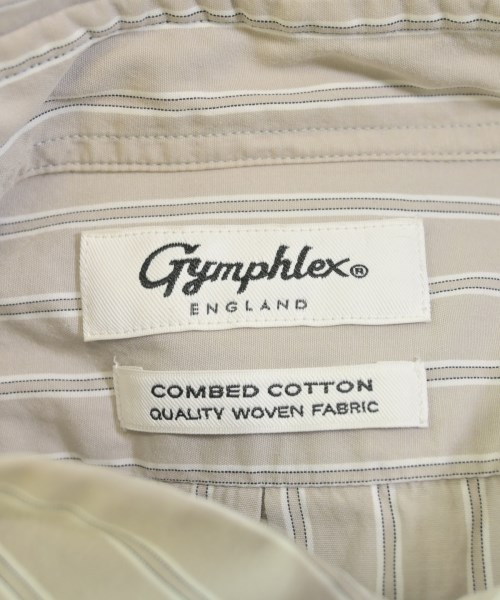 Gymphlex®
ENGLAND
COMBED COTTON
QUALITY WOVEN FABRIC